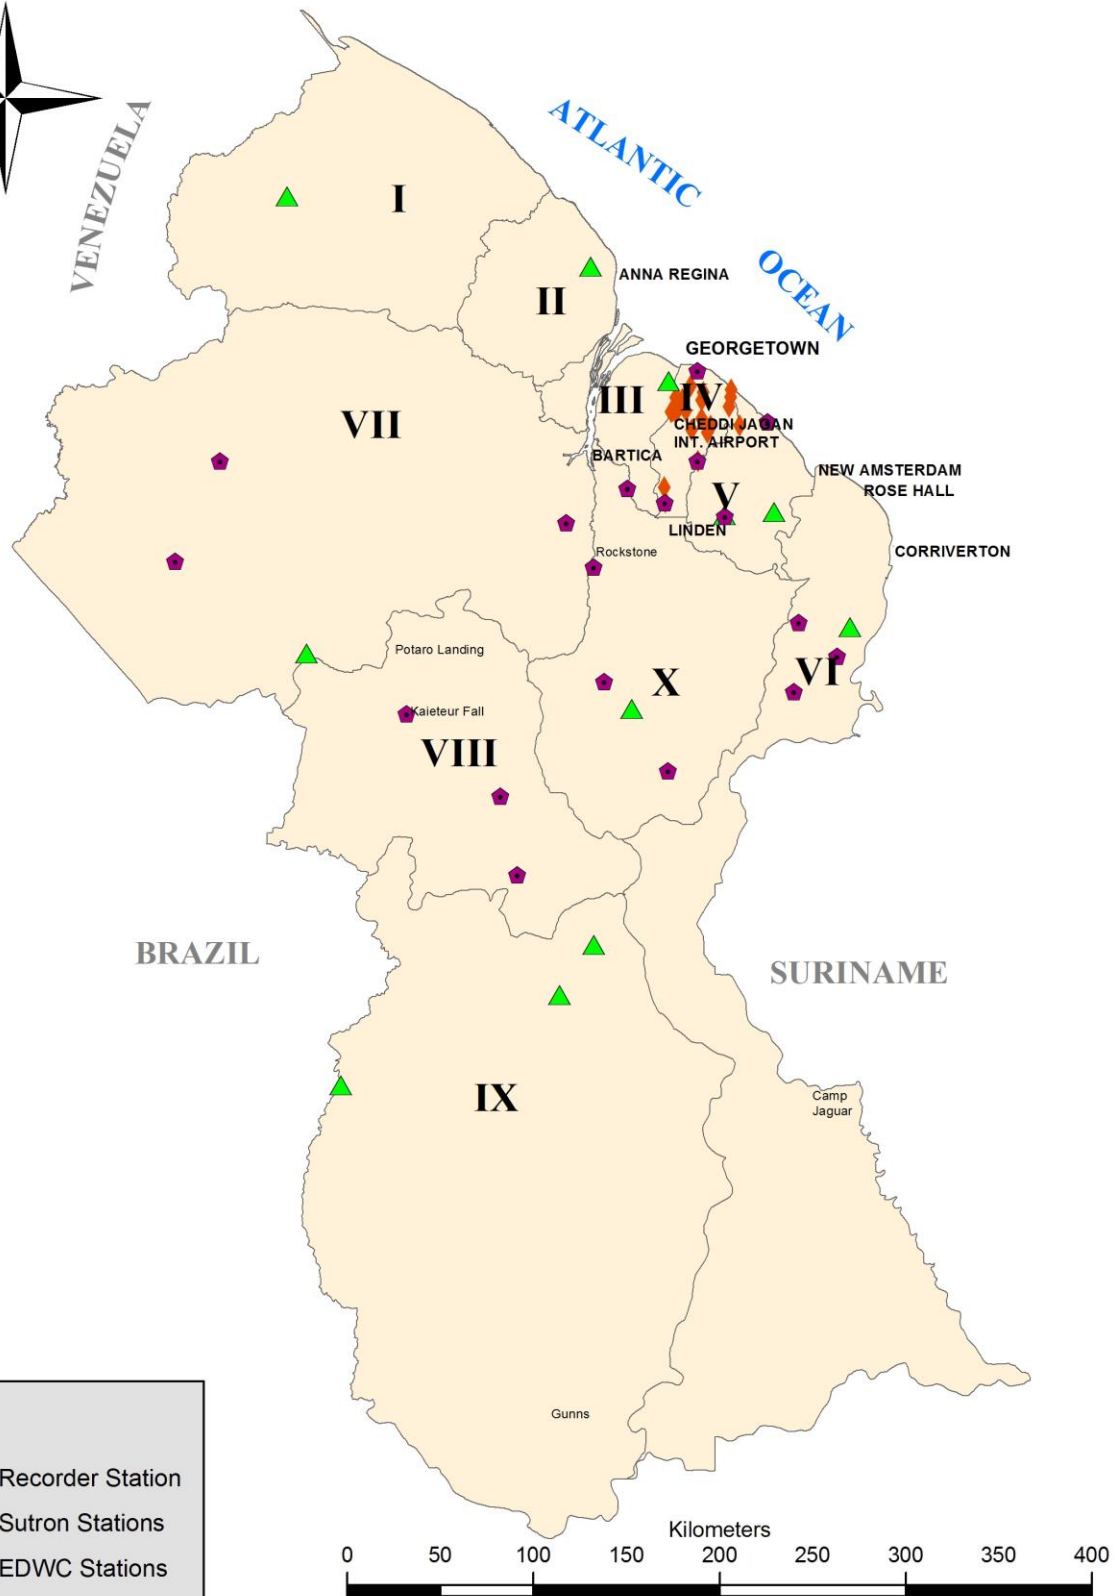 VENEZUELA
ATLANTIC
OCEAN
I
II
ANNA REGINA
GEORGETOWN
III
IV
VII
CHEDDI JAGAN
INT. AIRPORT
BARTICA
NEW AMSTERDAM
ROSE HALL
V
LINDEN
Rockstone
CORRIVERTON
Potaro Landing
X
VI
Kaieteur Fall
VIII
BRAZIL
SURINAME
IX
Camp
Jaguar
Gunns
Recorder Station
Sutron Stations
EDWC Stations
Kilometers
0 50 100 150 200 250 300 350 400